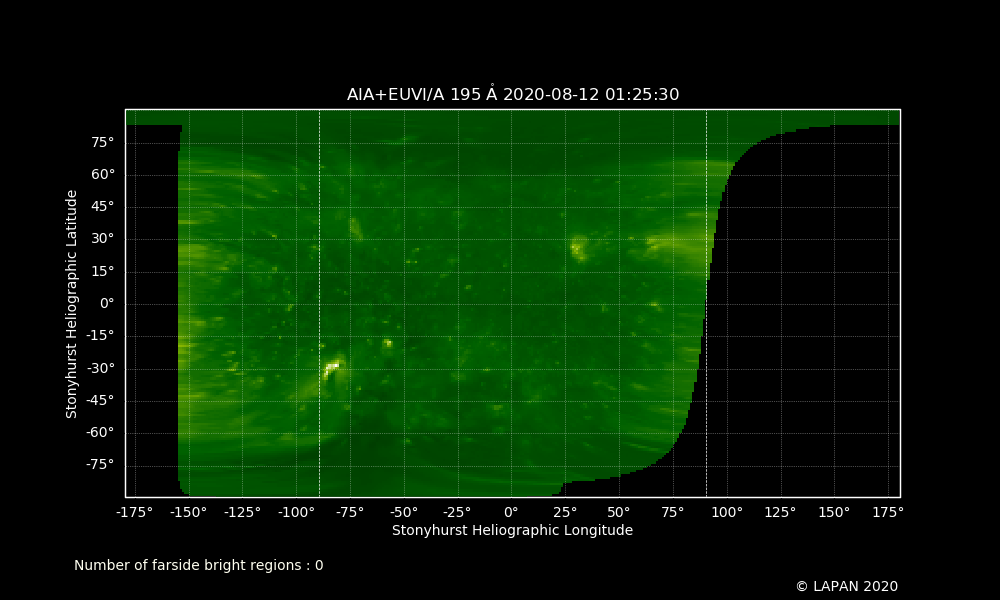 AIA+EUVI/A 195 Å 2020-08-12 01:25:30
75°
60°
45°
30°
15°
0°
-15°
-30°
-45°
-60°
-75°
Stonyhurst Heliographic Latitude
-175° -150° -125° -100° -75° -50° -25° 0° 25° 50° 75° 100° 125° 150° 175°
Stonyhurst Heliographic Longitude
Number of farside bright regions : 0
© LAPAN 2020